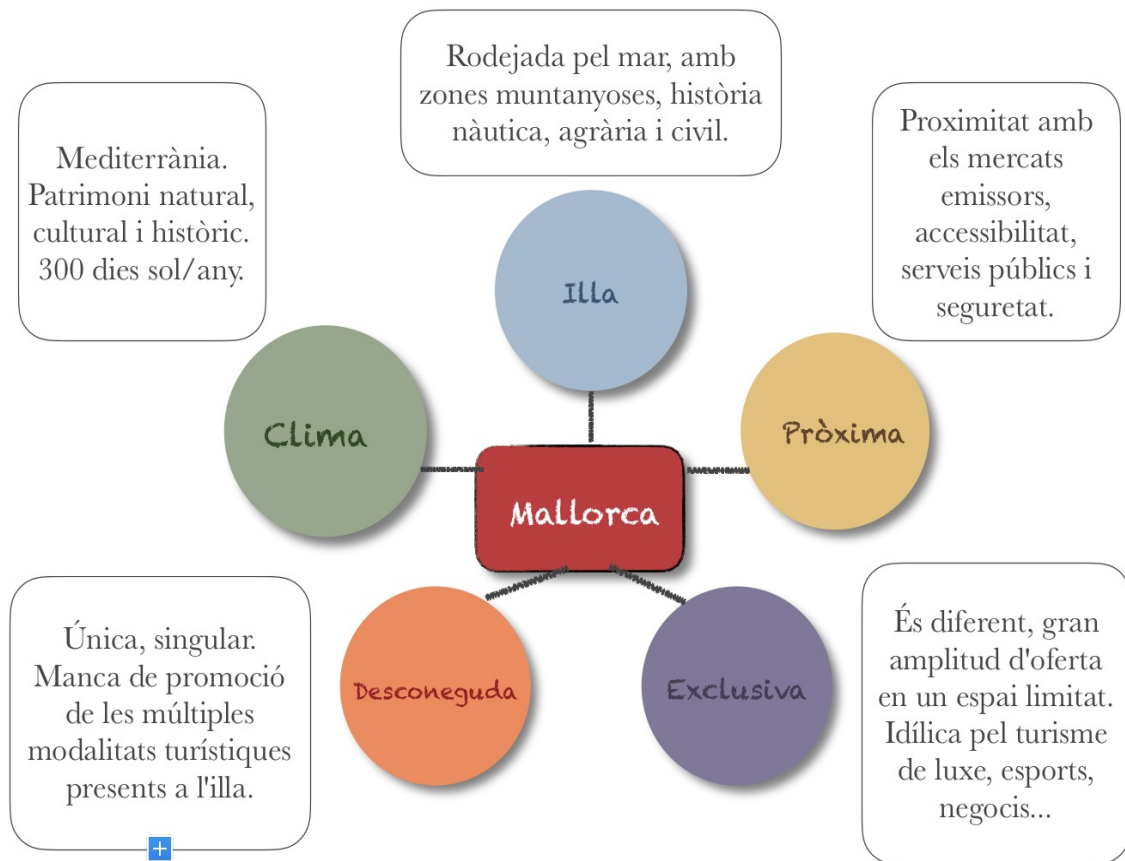 Rodejada pel mar, amb
zones muntanyoses, història
nàutica, agrària i civil.
Mediterrània.
Patrimoni natural,
cultural i històric.
300 dies sol/any.
Proximitat amb
els mercats
emissors,
accessibilitat,
serveis públics i
seguretat.
Illa
Clima
Pròxima
Mallorca
Desconeguda
Exclusiva
Única, singular.
Manca de promoció
de les múltiples
modalitats turístiques
presents a l'illa.
És diferent, gran
amplitud d'oferta
en un espai limitat.
Idílica pel turisme
de luxe, esports,
negocis...